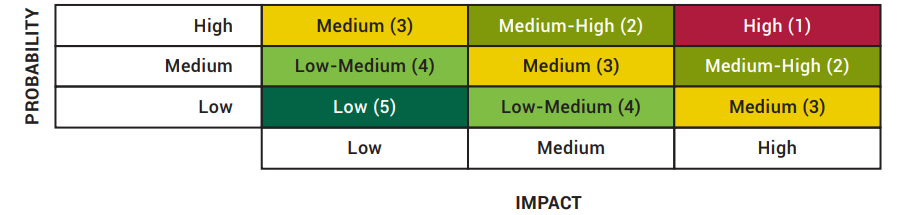 PROBABILITY
High Medium (3) Medium-High (2) High (1)
Medium Low-Medium (4) Medium (3) Medium-High (2)
Low Low (5) Low-Medium (4) Medium (3)
Low Medium High
IMPACT